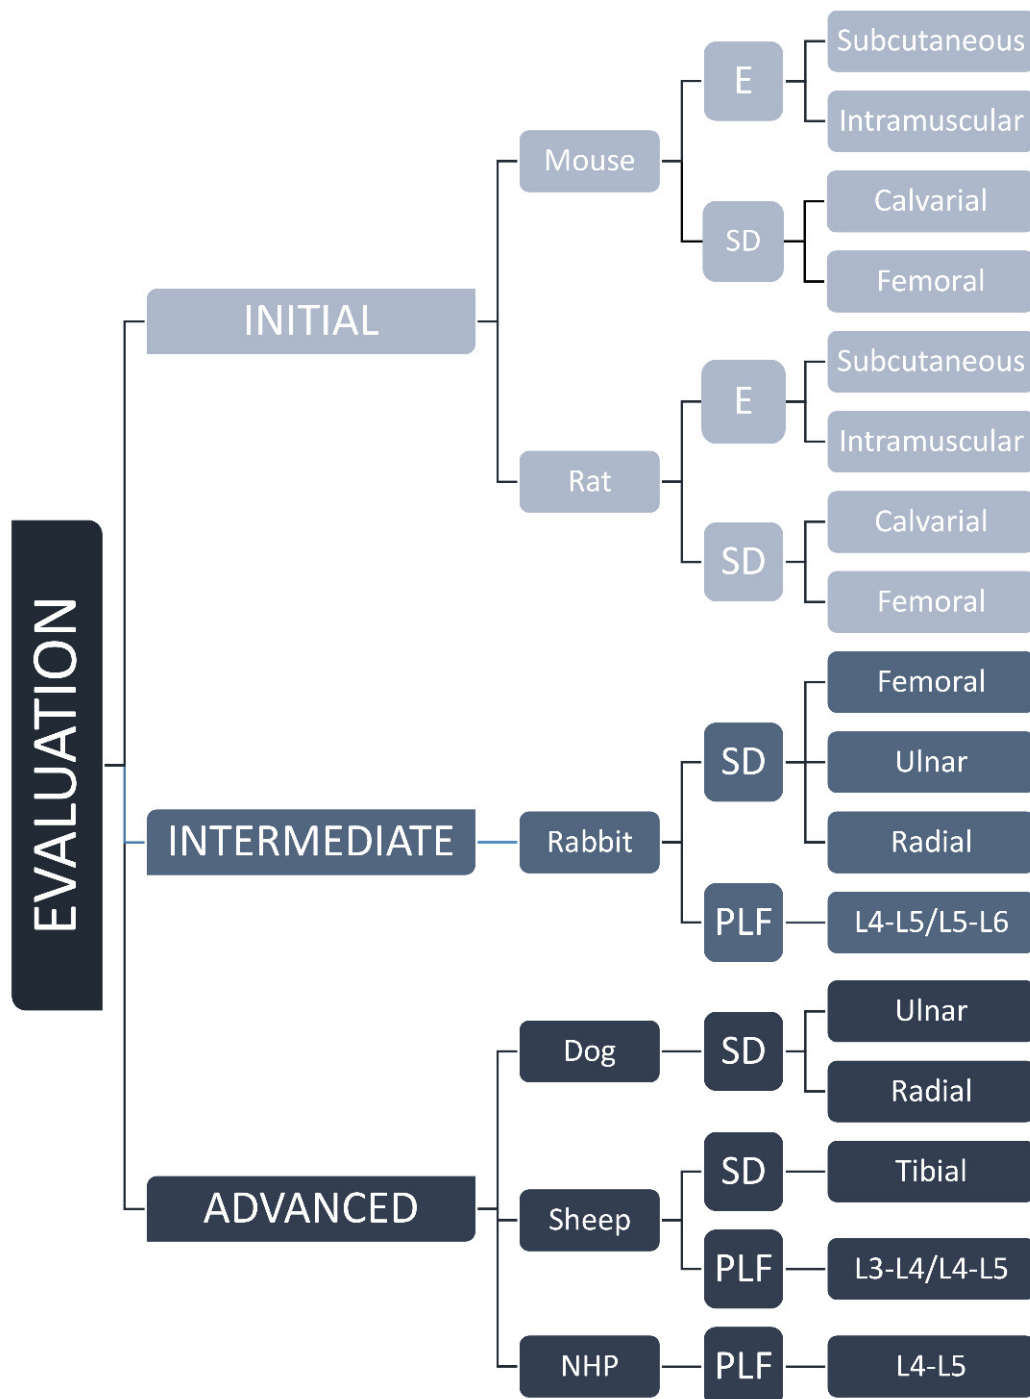 EVALUATION
INITIAL
Mouse
E
Subcutaneous
Intramuscular
SD
Calvarial
Femoral
Rat
E
Subcutaneous
Intramuscular
SD
Calvarial
Femoral
INTERMEDIATE
Rabbit
SD
Femoral
Ulnar
Radial
PLF
L4-L5/L5-L6
ADVANCED
Dog
SD
Ulnar
Radial
Sheep
SD
Tibial
PLF
L3-L4/L4-L5
NHP
PLF
L4-L5